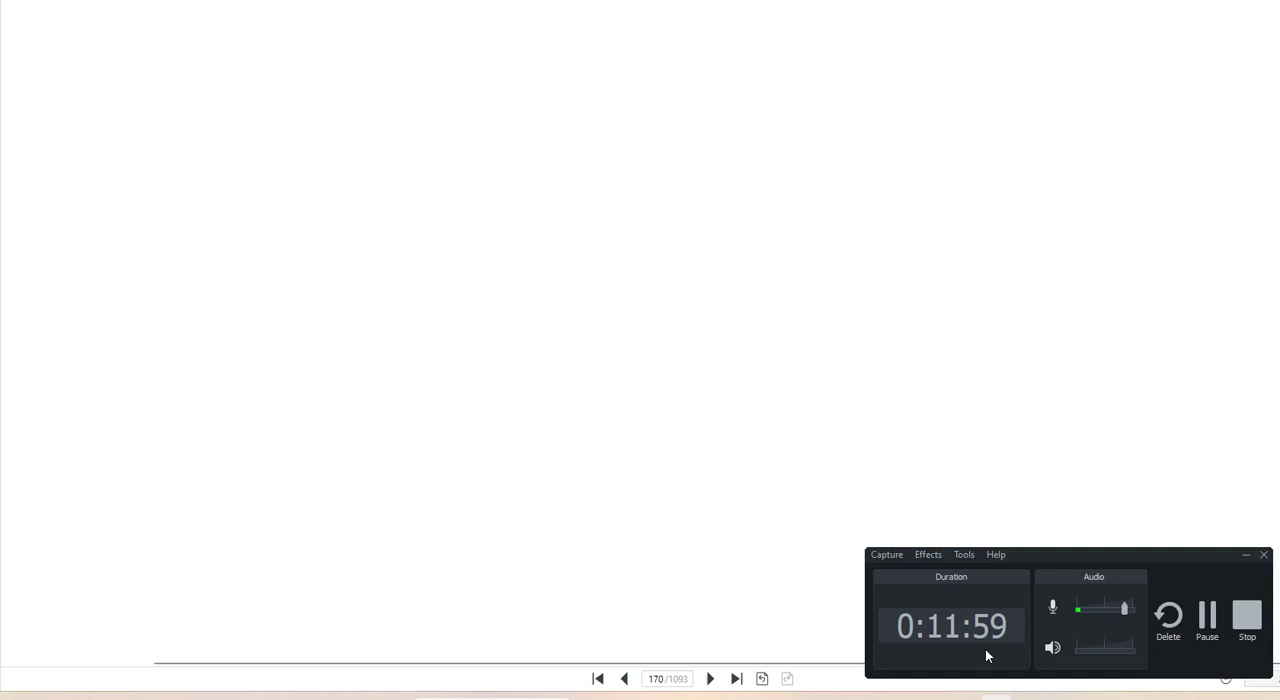 Capture Effects Tools Help
Duration
Audio
0:11:59
Delete
Pause
Stop
170 /1093